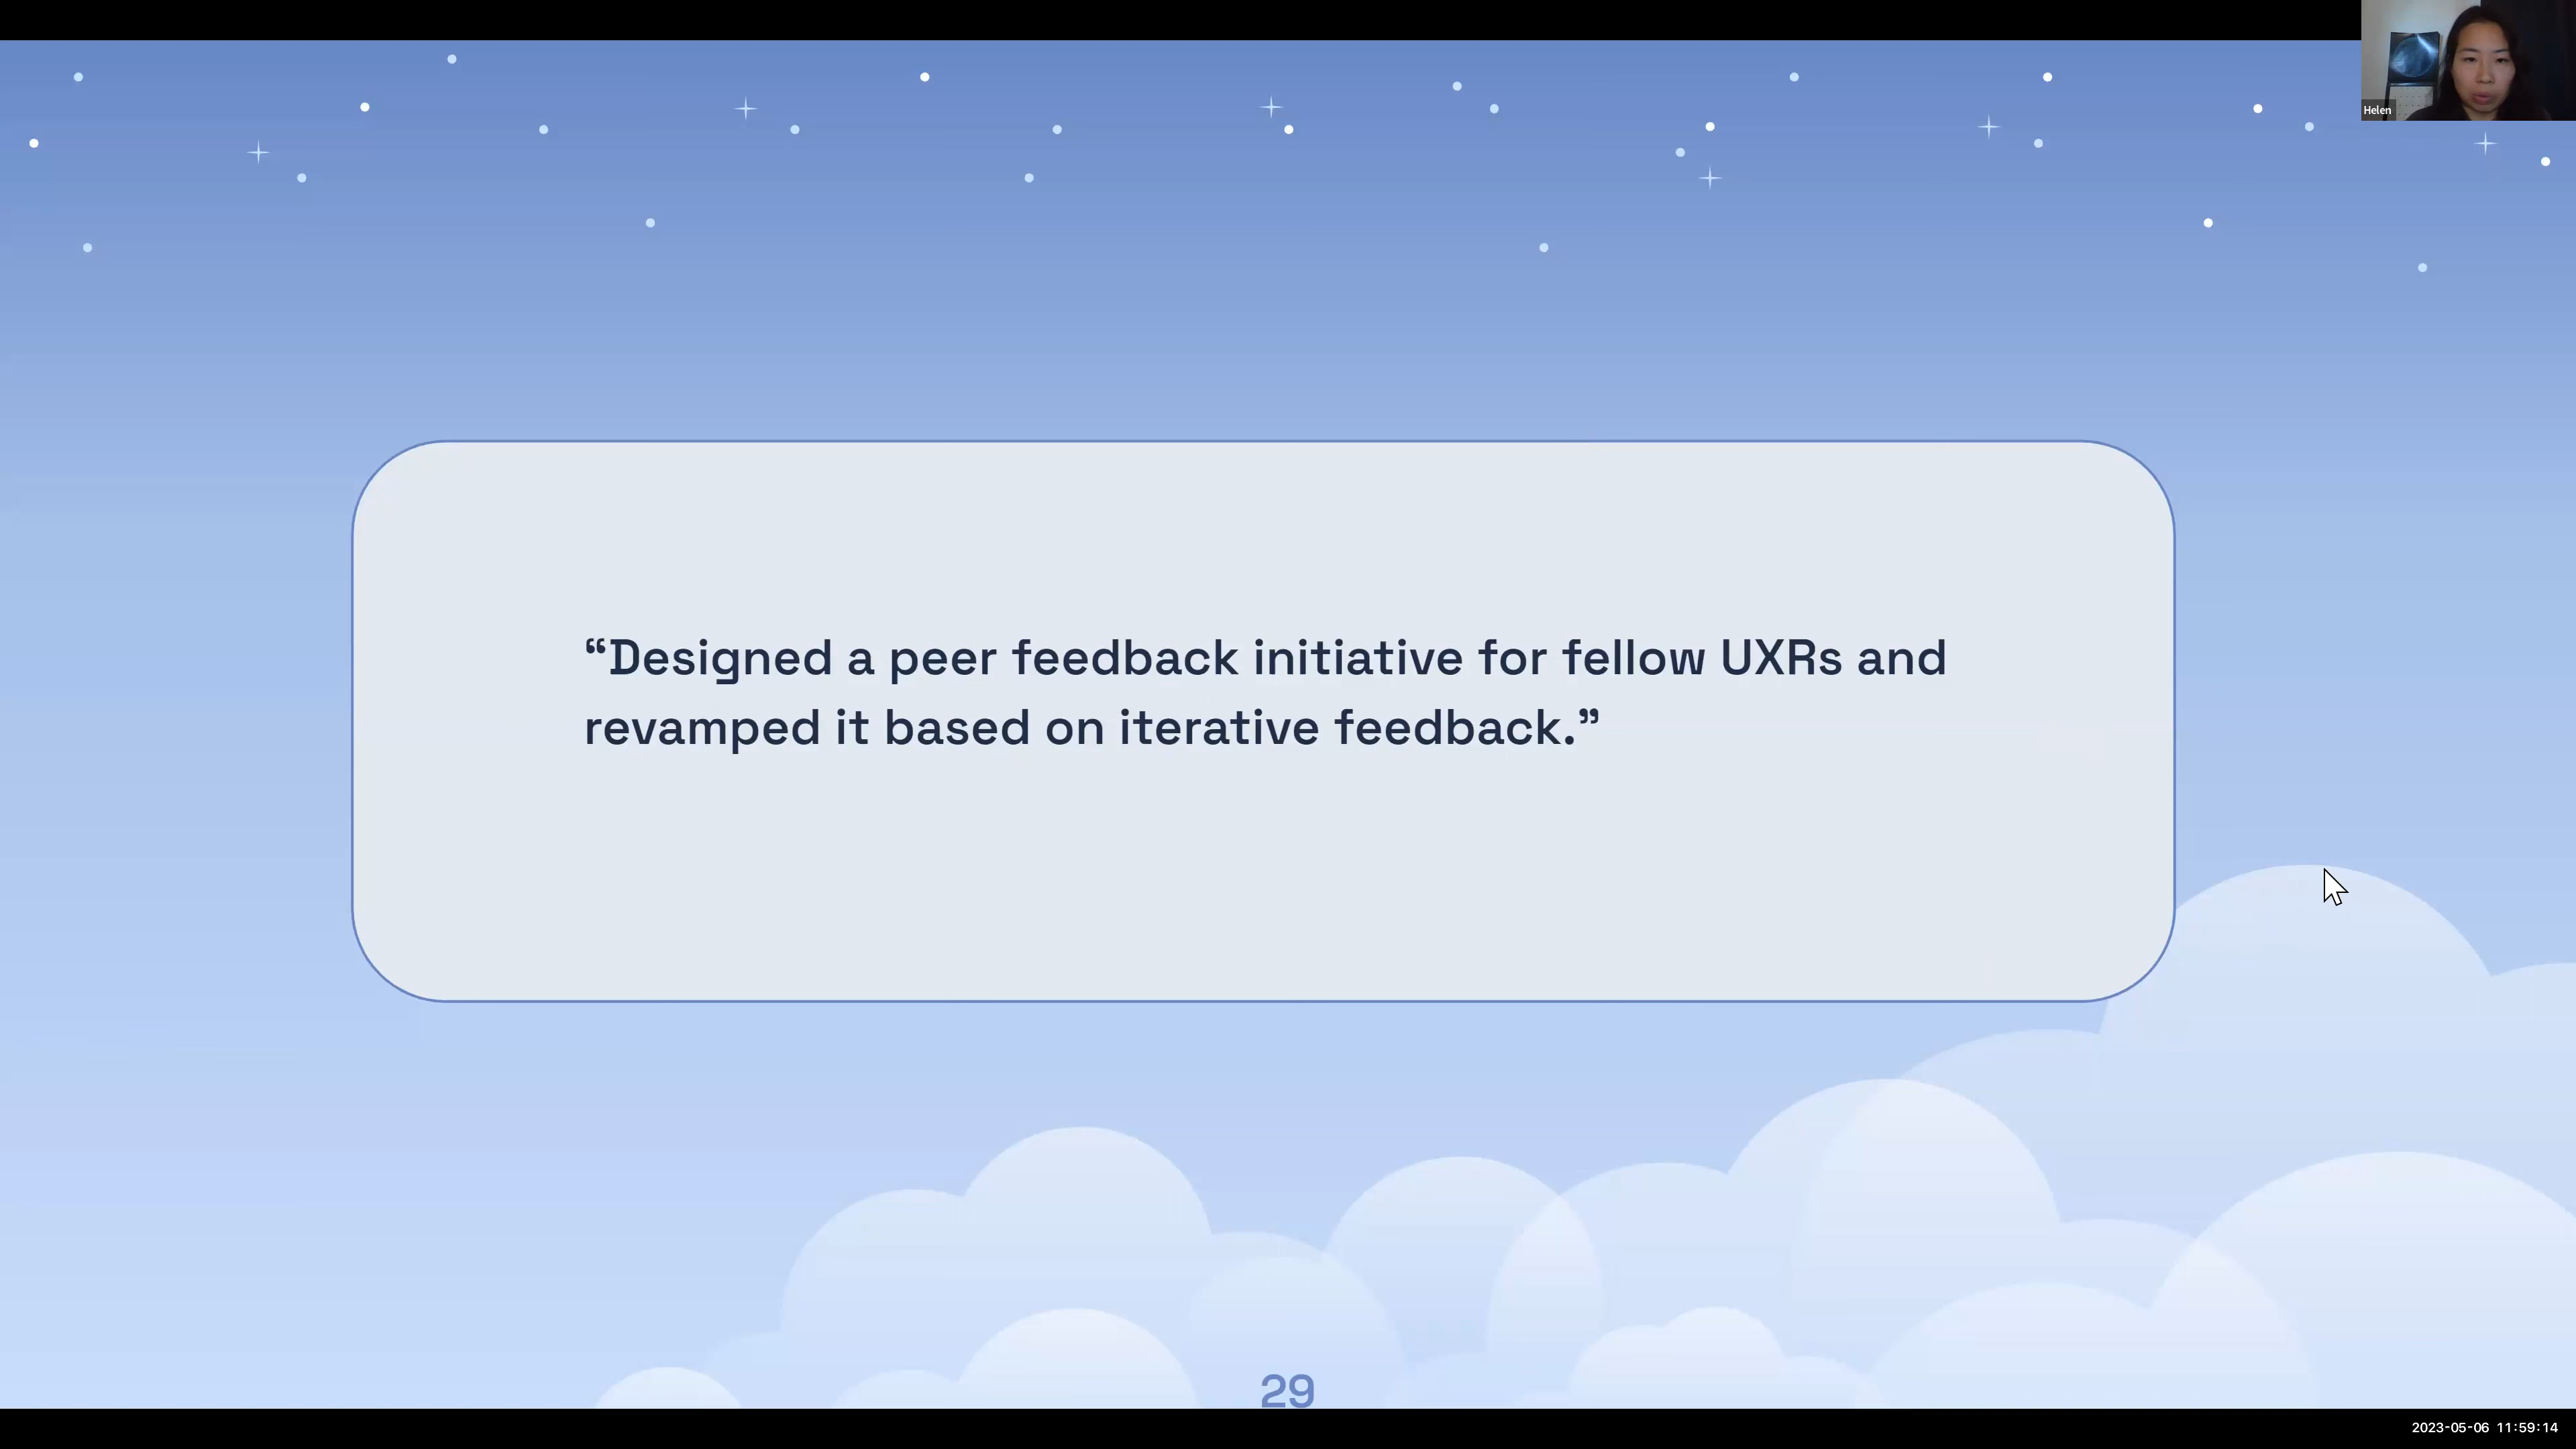 Helen
“Designed a peer feedback initiative for fellow UXRs and
revamped it based on iterative feedback.”
29
2023-05-06 11:59:14